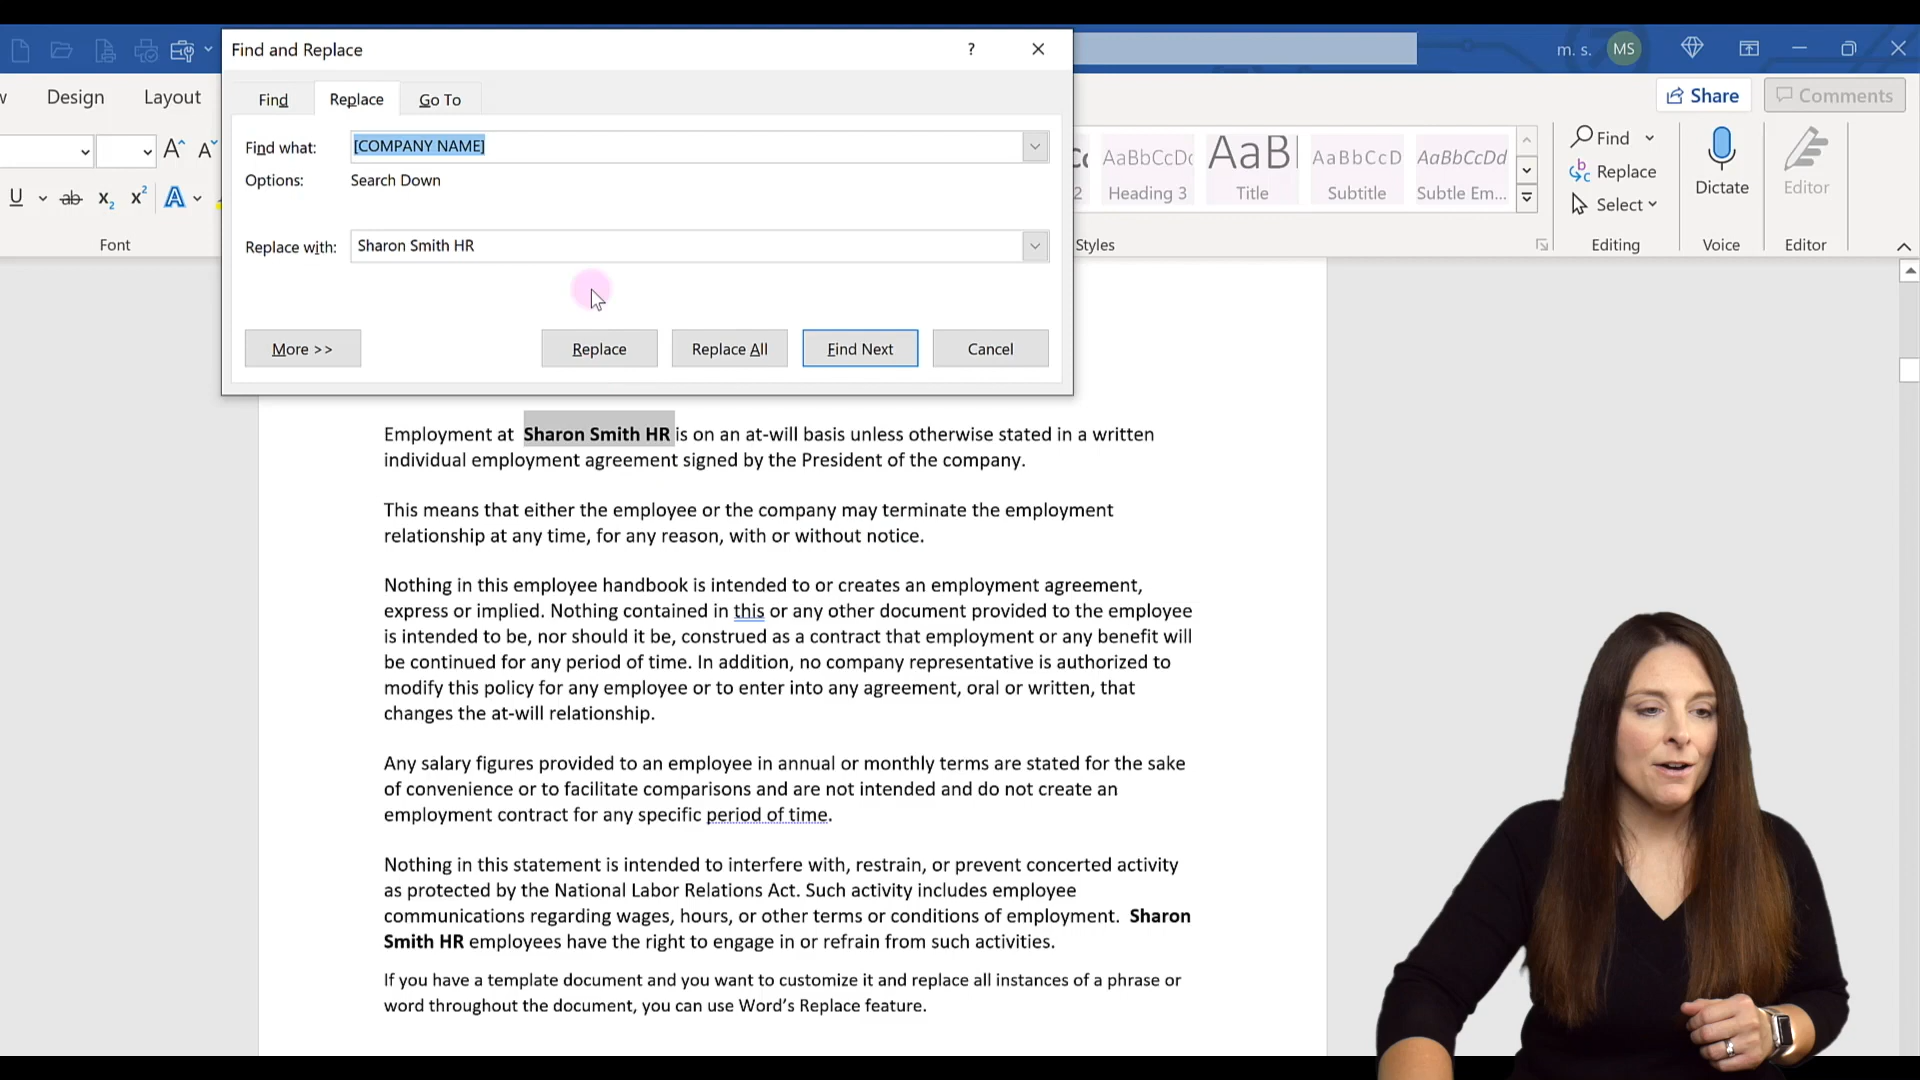 Find and Replace
?
m. s.
MS
w
Design
Layout
Find
Replace
Go To
Share
Comments
Find what:
[COMPANY NAME]
Options:
Search Down
Replace with:
Sharon Smith HR
More >>
Replace
Replace All
Find Next
Cancel
U
ab
x2
x2
A
Font
2
AaBbCcDc
Heading 3
AaB
Title
AaBbCcD
Subtitle
AaBbCcDd
Subtle Em...
Styles
Find
Replace
Select
Editing
Dictate
Voice
Editor
Editor
Employment at Sharon Smith HR is on an at-will basis unless otherwise stated in a written
individual employment agreement signed by the President of the company.
This means that either the employee or the company may terminate the employment
relationship at any time, for any reason, with or without notice.
Nothing in this employee handbook is intended to or creates an employment agreement,
express or implied. Nothing contained in this or any other document provided to the employee
is intended to be, nor should it be, construed as a contract that employment or any benefit will
be continued for any period of time. In addition, no company representative is authorized to
modify this policy for any employee or to enter into any agreement, oral or written, that
changes the at-will relationship.
Any salary figures provided to an employee in annual or monthly terms are stated for the sake
of convenience or to facilitate comparisons and are not intended and do not create an
employment contract for any specific period of time.
Nothing in this statement is intended to interfere with, restrain, or prevent concerted activity
as protected by the National Labor Relations Act. Such activity includes employee
communications regarding wages, hours, or other terms or conditions of employment. Sharon
Smith HR employees have the right to engage in or refrain from such activities.
If you have a template document and you want to customize it and replace all instances of a phrase or
word throughout the document, you can use Word’s Replace feature.